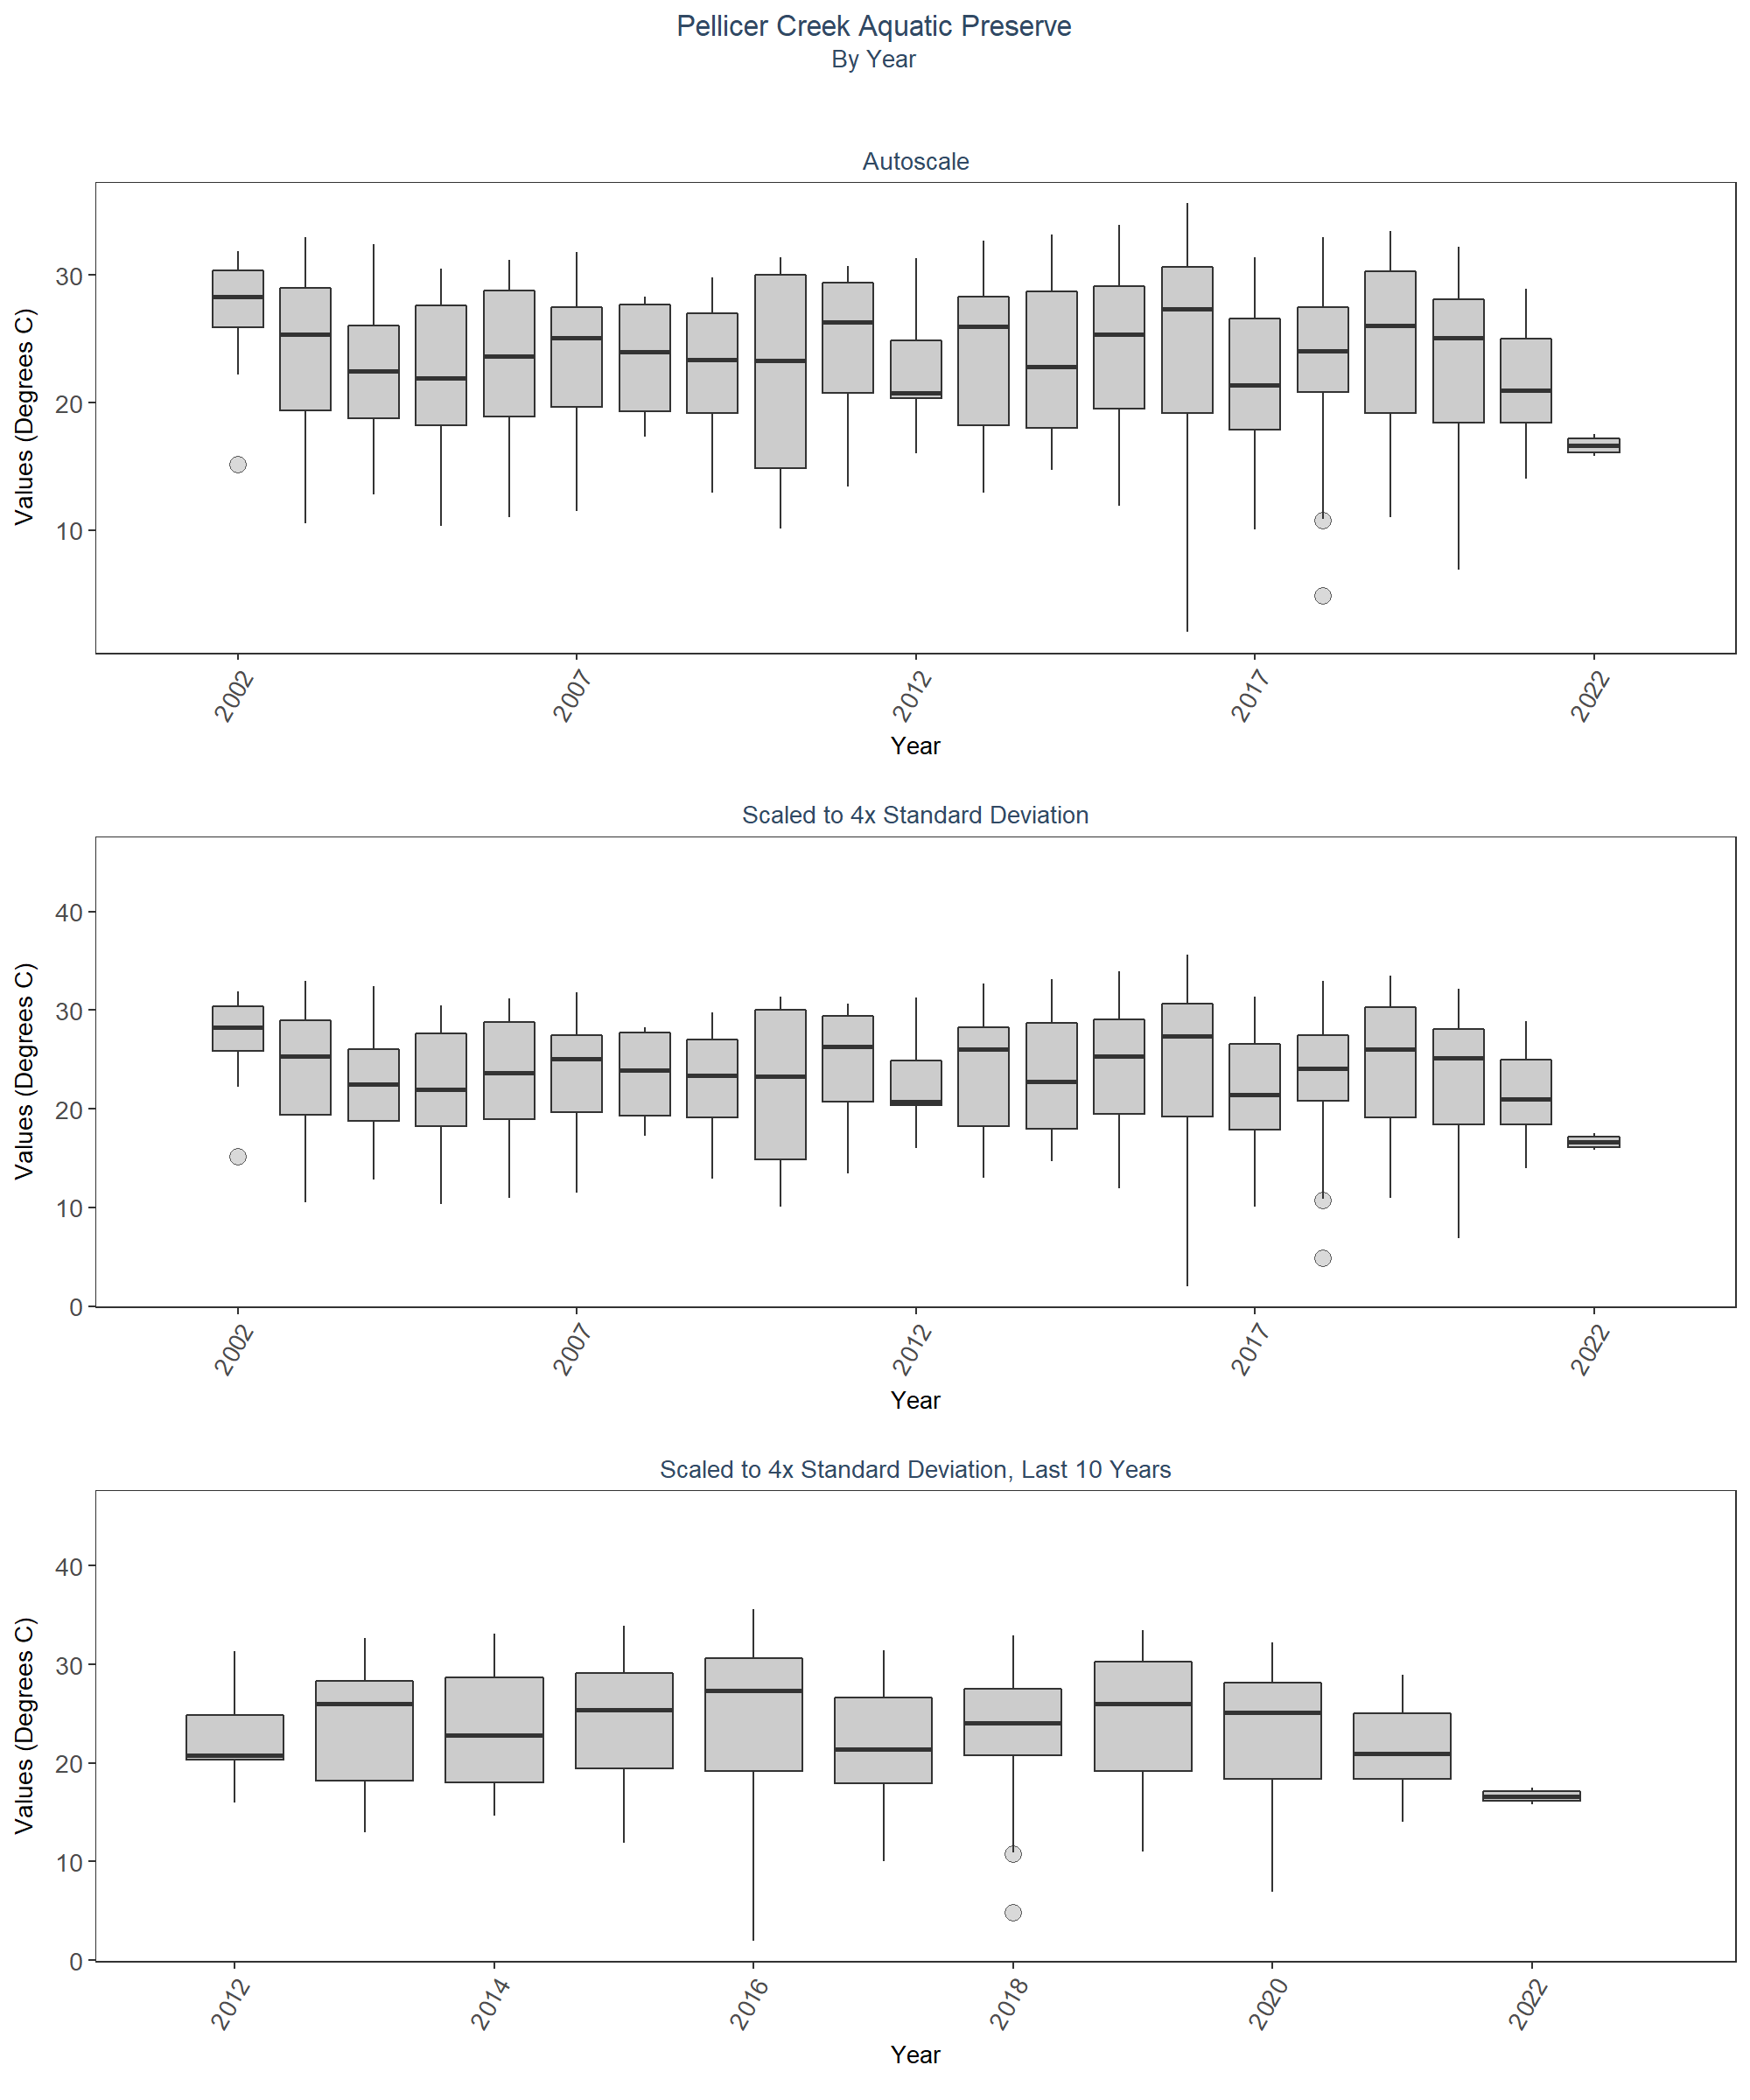 Pellicer Creek Aquatic Preserve
By Year
Autoscale
Values (Degrees C)
30
20
10
2002
2007
2012
2017
2022
Year
Scaled to 4x Standard Deviation
Values (Degrees C)
40
30
20
10
0
2002
2007
2012
2017
2022
Year
Scaled to 4x Standard Deviation, Last 10 Years
Values (Degrees C)
40
30
20
10
0
2012
2014
2016
2018
2020
2022
Year